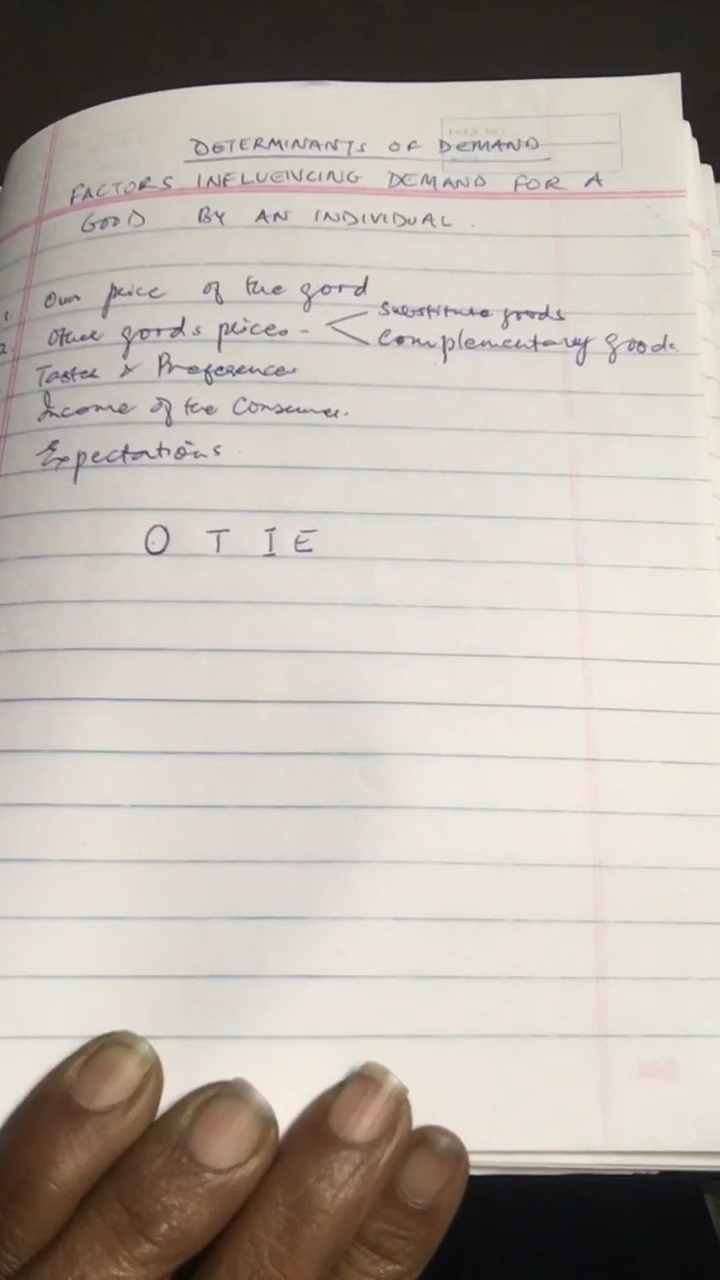 DETERMINANTS OF DEMAND
FACTORS INFLUENCING DEMAND FOR A
GOOD BY AN INDIVIDUAL.
1. Own price of the good
2. Other goods prices - < Substitute goods
Complementary goods
Tastes & Preferences
Income of the Consumer.
Expectations.
O T I E